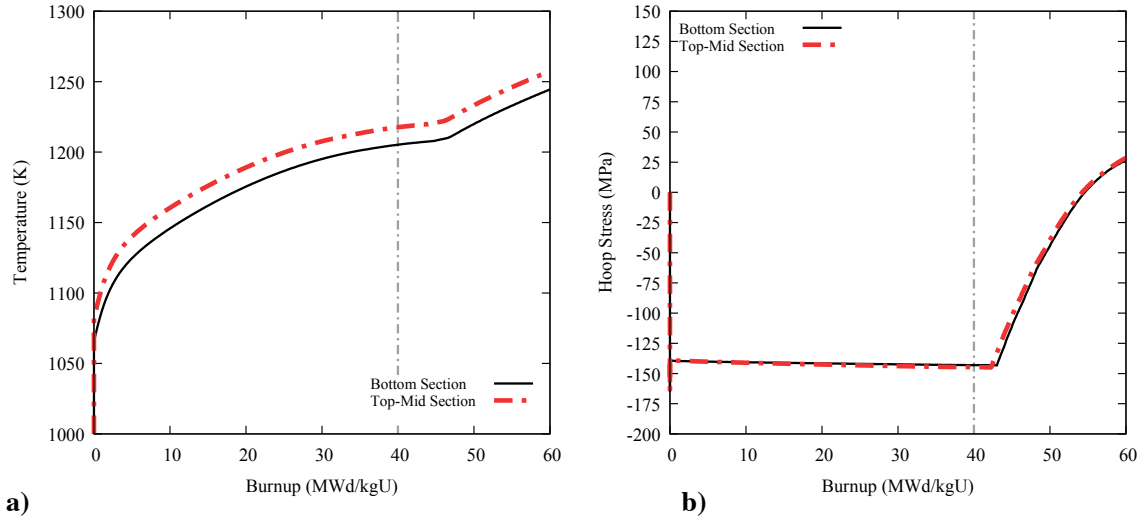 1300
1250
1200
1150
1100
1050
1000
Temperature (K)
Bottom Section
Top-Mid Section
0 10 20 30 40 50 60
Burnup (MWd/kgU)
a)
150
125
100
75
50
25
0
-25
-50
-75
-100
-125
-150
-175
-200
Hoop Stress (MPa)
Bottom Section
Top-Mid Section
0 10 20 30 40 50 60
Burnup (MWd/kgU)
b)